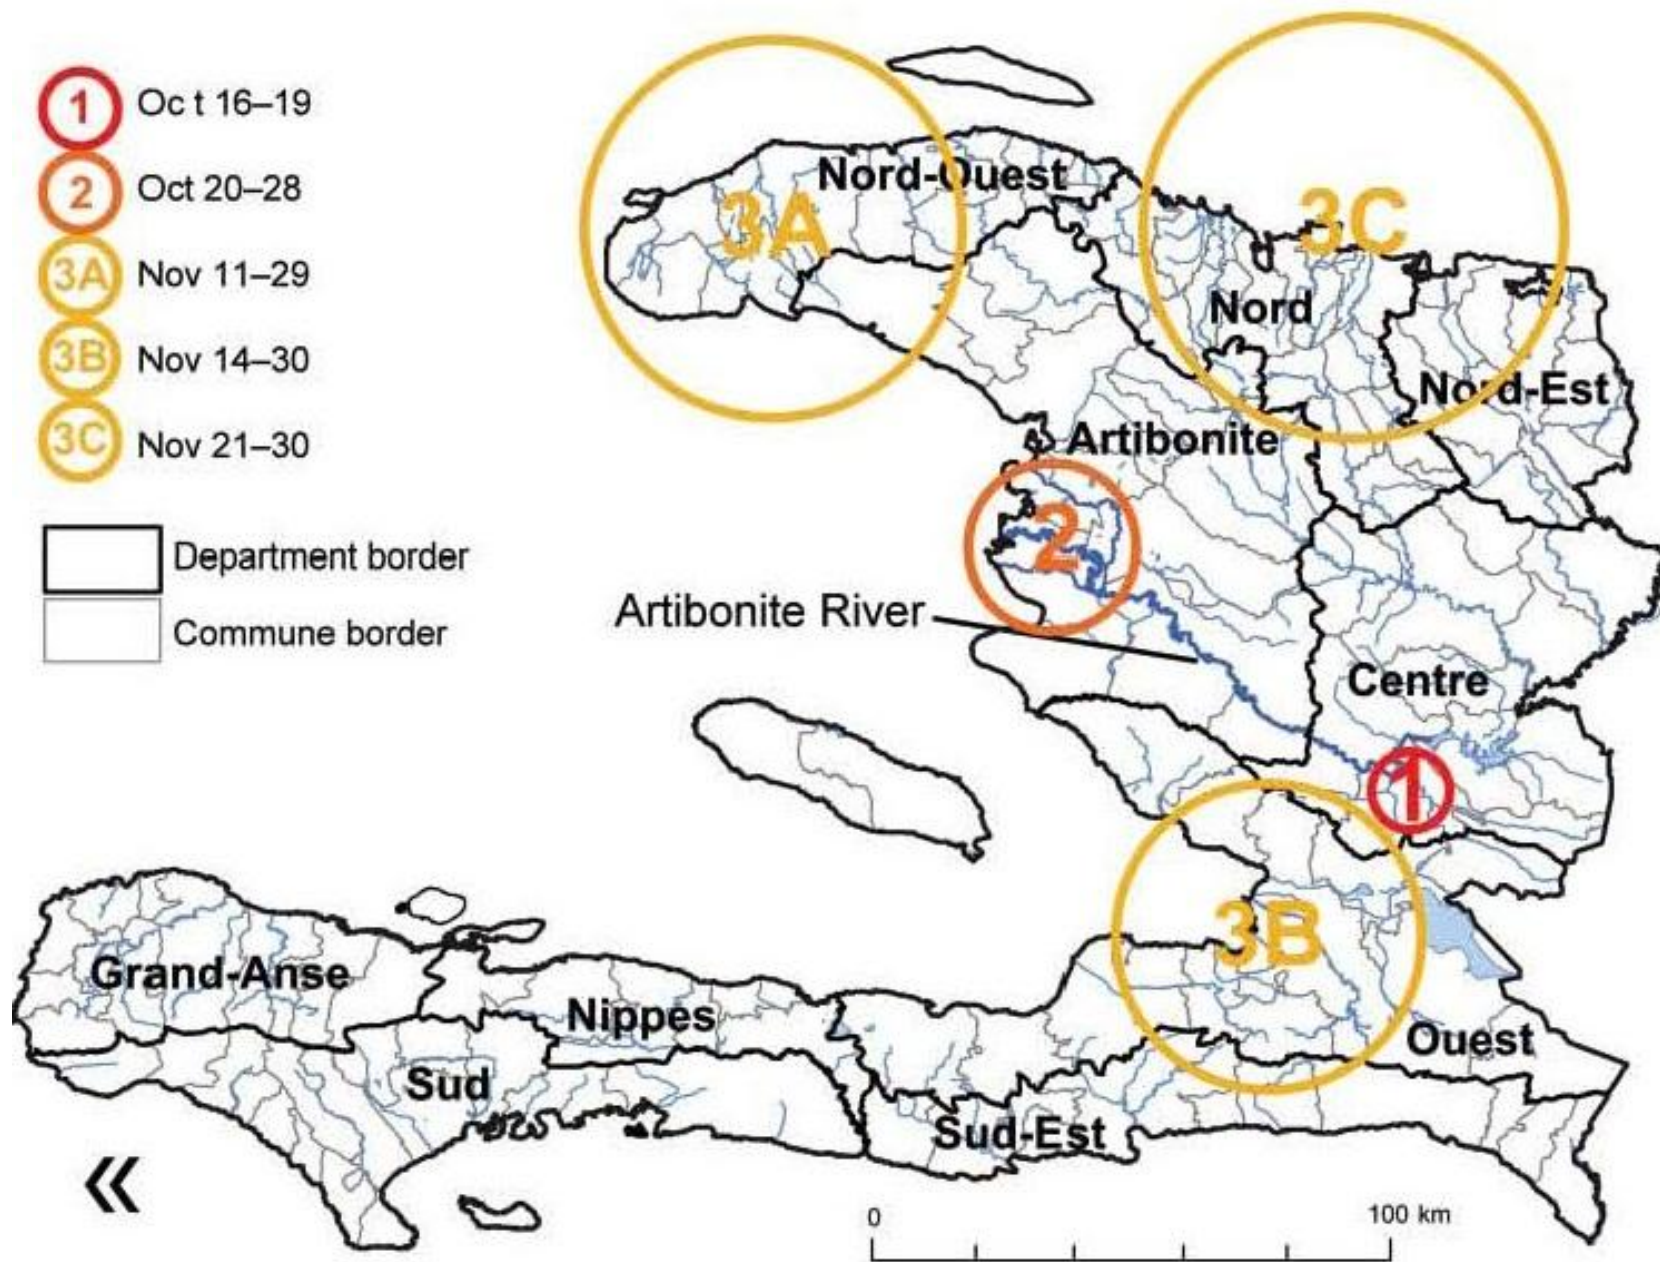 1 Oc t 16–19
2 Oct 20–28
3A Nov 11–29
3B Nov 14–30
3C Nov 21–30
Department border
Commune border
3A
Nord-Ouest
3C
Nord
Nord-Est
Artibonite
2
Artibonite River
Centre
1
3B
Grand-Anse
Nippes
Ouest
Sud
Sud-Est
«
0 100 km